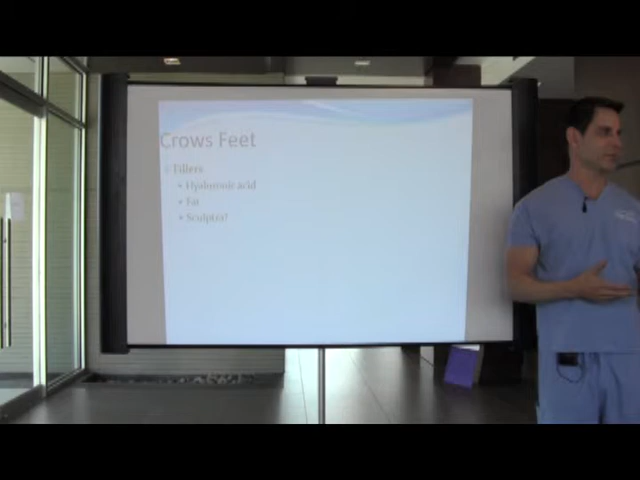 Crows Feet
Fillers
• Hyaluronic acid
• Fat
• Sculptra?